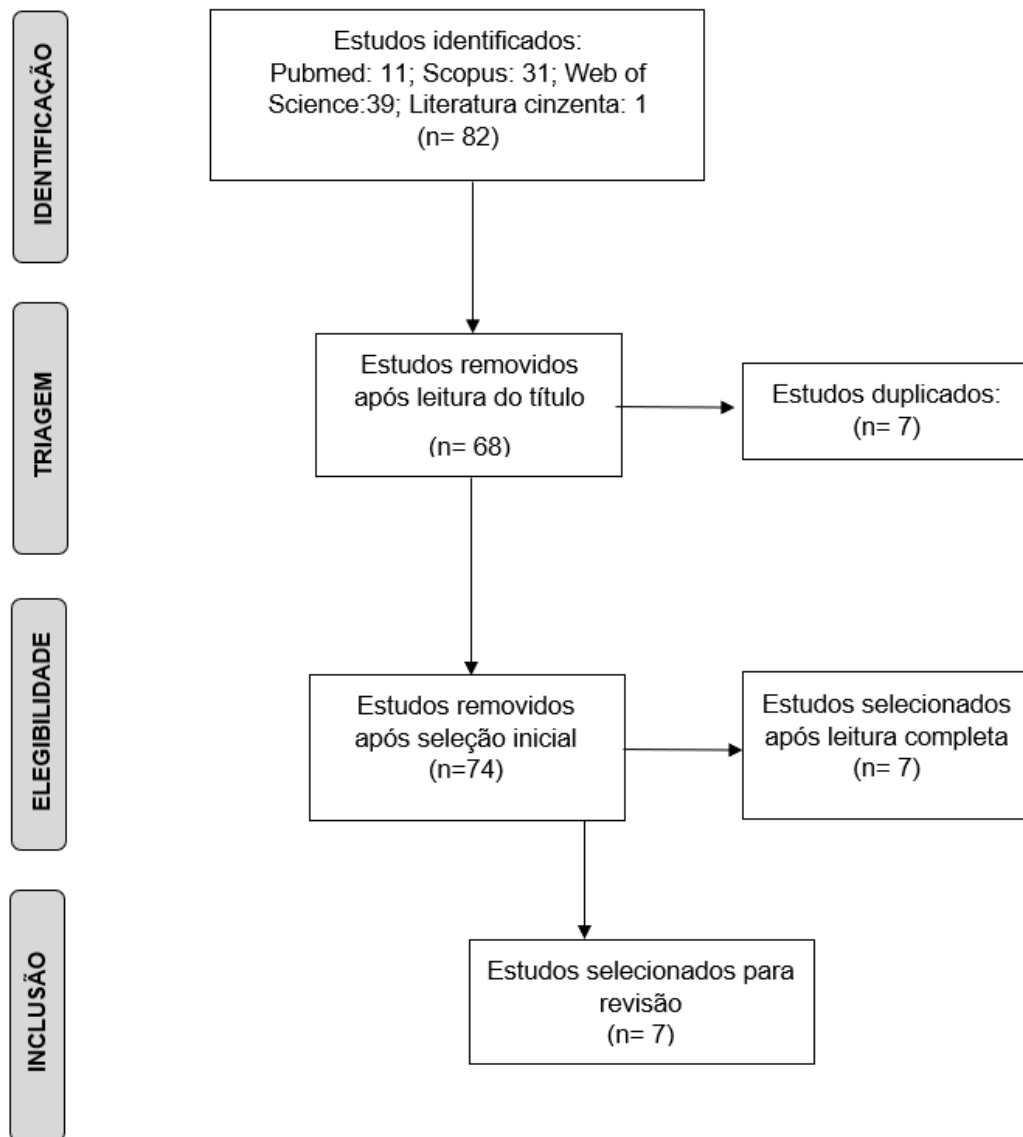 IDENTIFICAÇÃO
Estudos identificados:
Pubmed: 11; Scopus: 31; Web of
Science:39; Literatura cinzenta: 1
(n= 82)
TRIAGEM
Estudos removidos
após leitura do título
(n= 68)
Estudos duplicados:
(n= 7)
ELEGIBILIDADE
Estudos removidos
após seleção inicial
(n=74)
Estudos selecionados
após leitura completa
(n= 7)
INCLUSÃO
Estudos selecionados para
revisão
(n= 7)